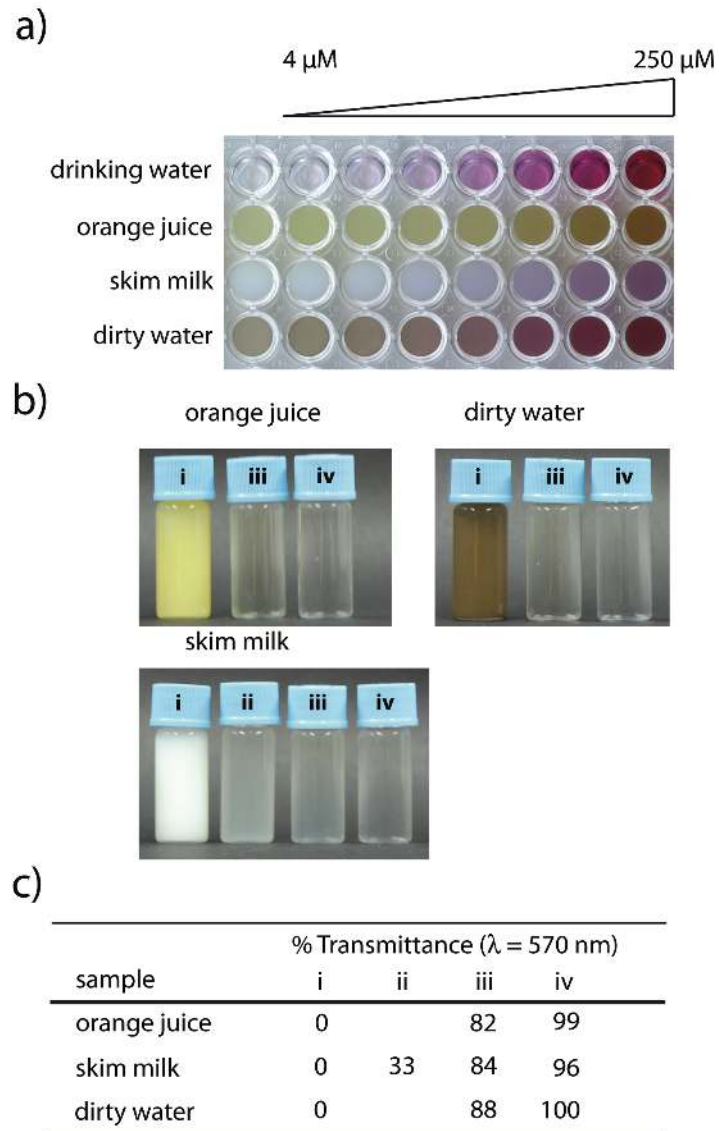 a)
4 µM 250 µM
drinking water
orange juice
skim milk
dirty water
b)
orange juice dirty water
i iii iv i iii iv
skim milk
i ii iii iv
c)
% Transmittance (λ = 570 nm)
sample i ii iii iv
orange juice 0 82 99
skim milk 0 33 84 96
dirty water 0 88 100